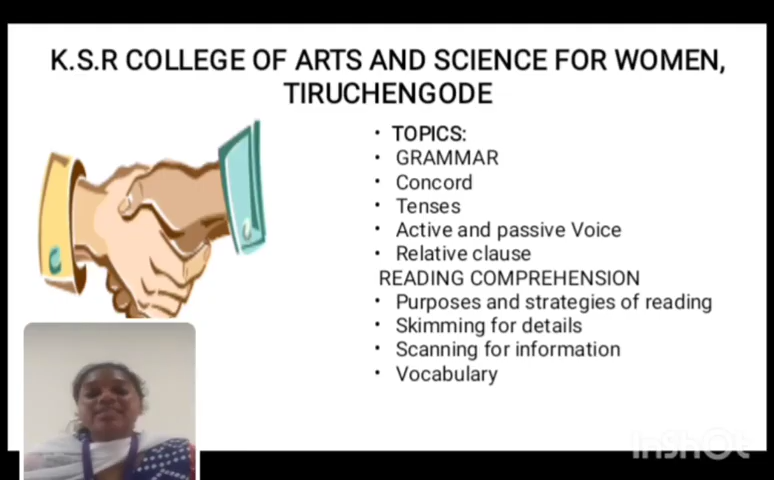 K.S.R COLLEGE OF ARTS AND SCIENCE FOR WOMEN,
TIRUCHENGODE
• TOPICS:
• GRAMMAR
• Concord
• Tenses
• Active and passive Voice
• Relative clause
READING COMPREHENSION
• Purposes and strategies of reading
• Skimming for details
• Scanning for information
• Vocabulary
InShOt